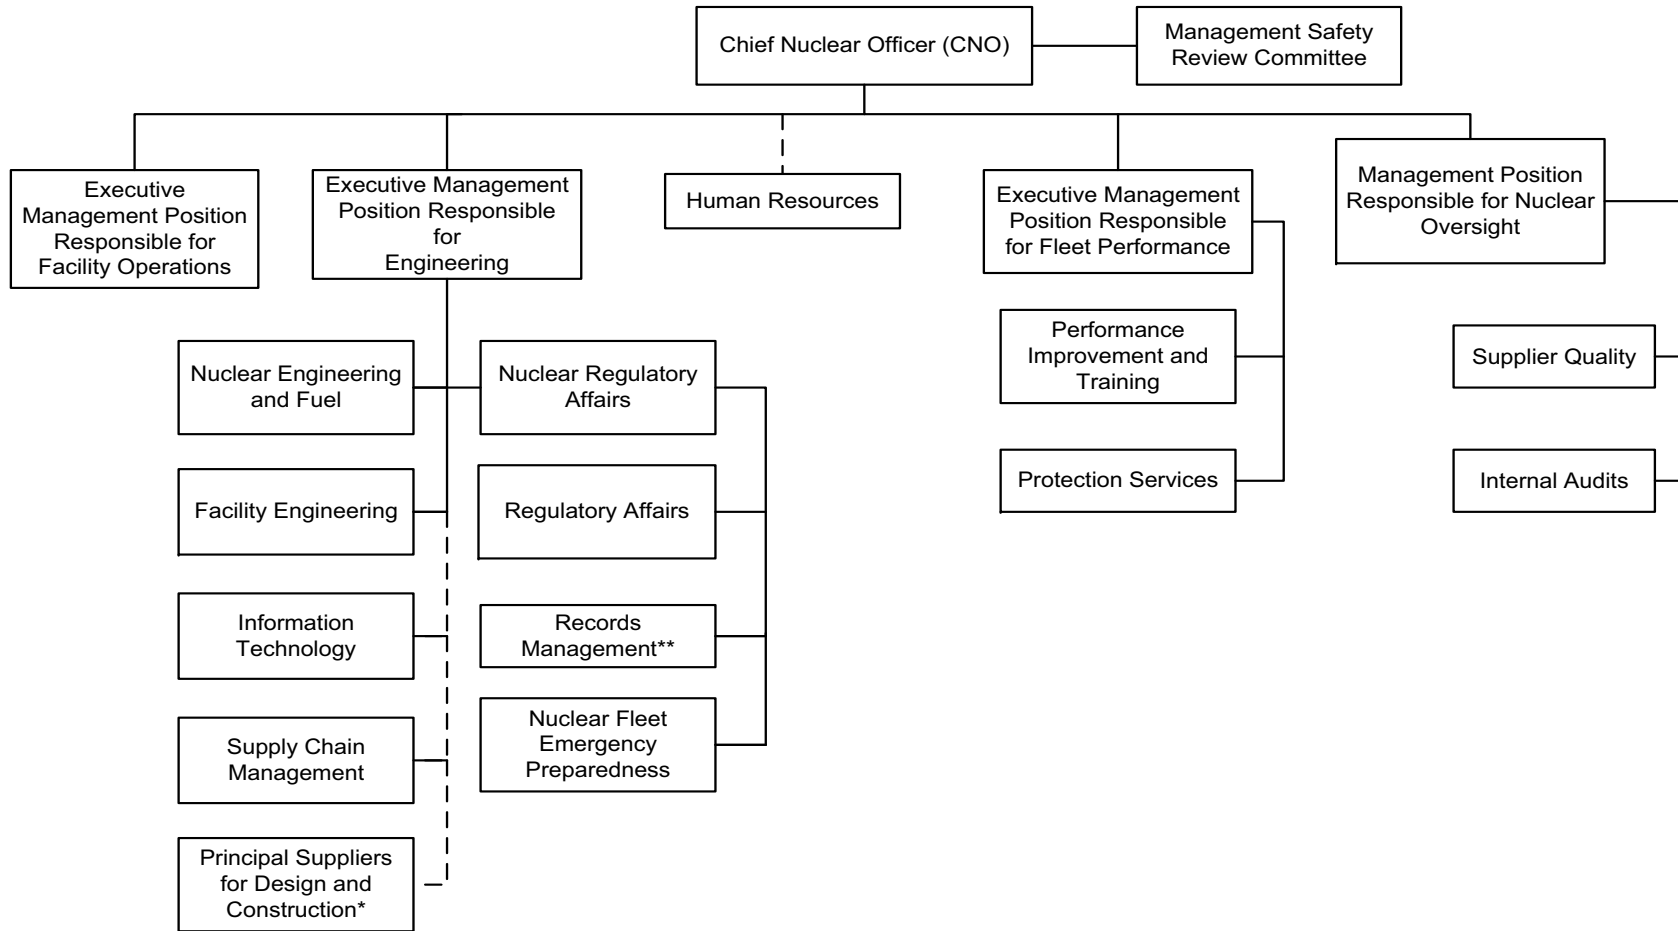 Chief Nuclear Officer (CNO)
Management Safety
Review Committee
Executive
Management Position
Responsible for
Facility Operations
Executive Management
Position Responsible
for
Engineering
Human Resources
Executive Management
Position Responsible
for Fleet Performance
Management Position
Responsible for Nuclear
Oversight
Nuclear Engineering
and Fuel
Nuclear Regulatory
Affairs
Performance
Improvement and
Training
Supplier Quality
Facility Engineering
Regulatory Affairs
Protection Services
Internal Audits
Information
Technology
Records
Management**
Supply Chain
Management
Nuclear Fleet
Emergency
Preparedness
Principal Suppliers
for Design and
Construction*